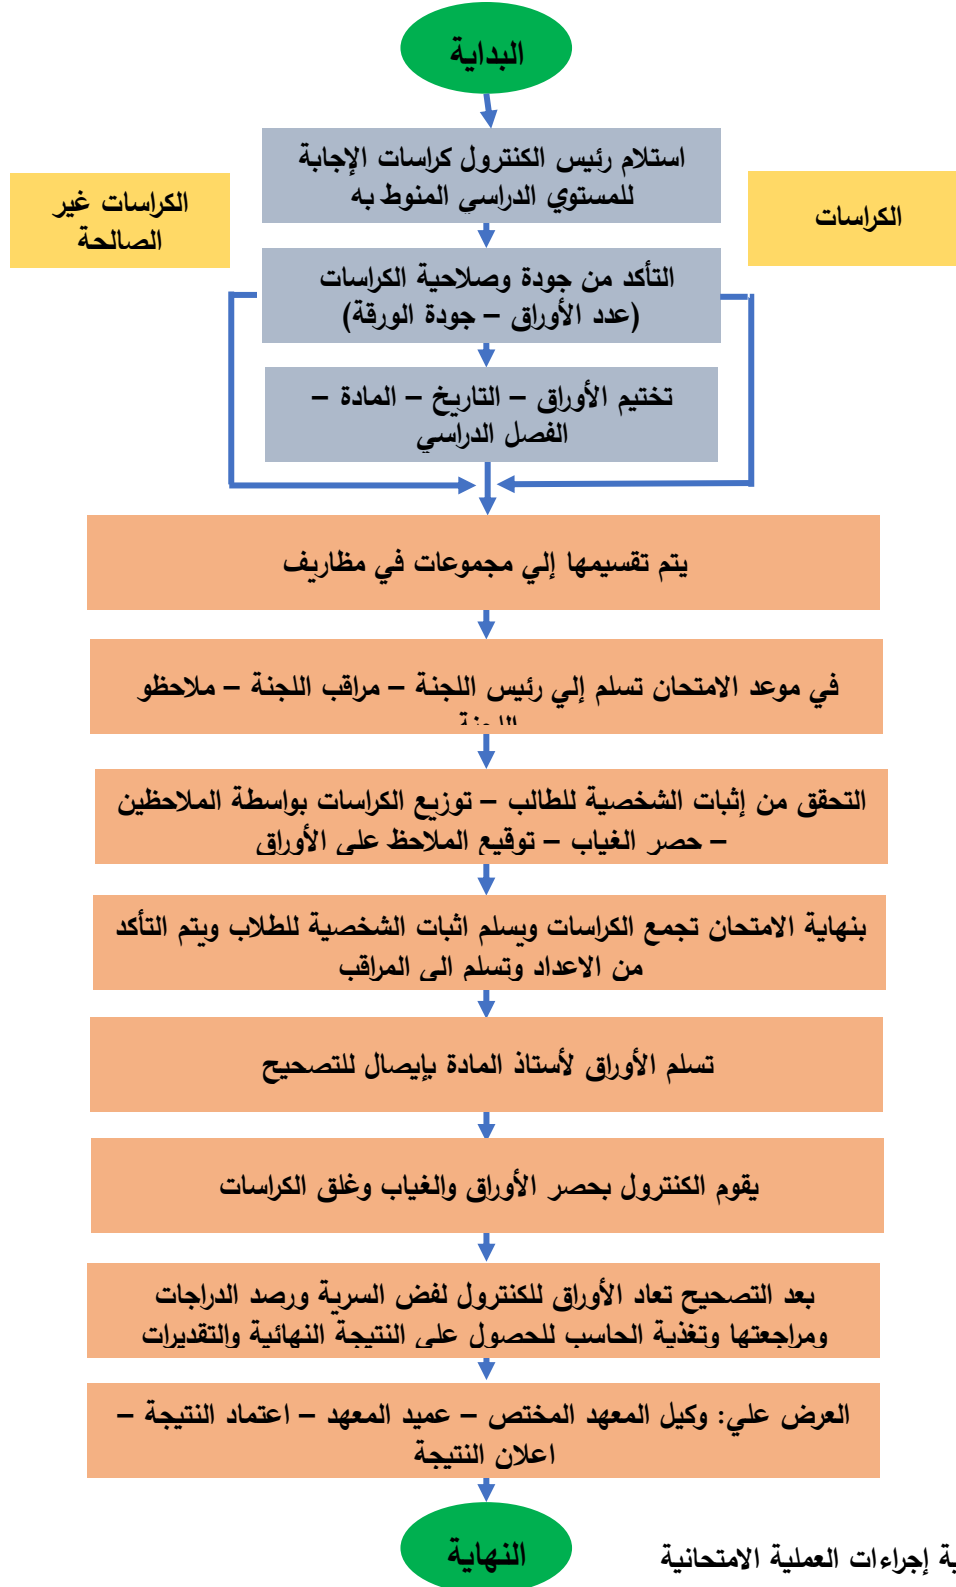 البداية
استلام رئيس الكنترول كراسات الإجابة
للمستوي الدراسي المنوط به
الكراسات
الكراسات غير
الصالحة
التأكد من جودة وصلاحية الكراسات
(عدد الأوراق – جودة الورقة)
تختيم الأوراق – التاريخ – المادة –
الفصل الدراسي
يتم تقسيمها إلي مجموعات في مظاريف
في موعد الامتحان تسلم إلي رئيس اللجنة – مراقب اللجنة – ملاحظو
التحقق من إثبات الشخصية للطالب – توزيع الكراسات بواسطة الملاحظين
– حصر الغياب – توقيع الملاحظ على الأوراق
بنهاية الامتحان تجمع الكراسات ويسلم اثبات الشخصية للطلاب ويتم التأكد
من الاعداد وتسلم الى المراقب
تسلم الأوراق لأستاذ المادة بإيصال للتصحيح
يقوم الكنترول بحصر الأوراق والغياب وغلق الكراسات
بعد التصحيح تعاد الأوراق للكنترول لفض السرية ورصد الدراجات
ومراجعتها وتغذية الحاسب للحصول على النتيجة النهائية والتقديرات
العرض علي: وكيل المعهد المختص – عميد المعهد – اعتماد النتيجة –
اعلان النتيجة
النهاية
إجراءات العملية الامتحانية